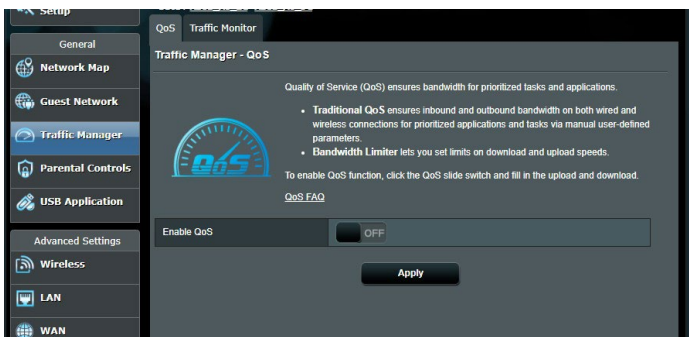 Setup
QoS
Traffic Monitor
General
Network Map
Guest Network
Traffic Manager
Parental Controls
USB Application
Advanced Settings
Wireless
LAN
WAN
Traffic Manager - QoS
Quality of Service (QoS) ensures bandwidth for prioritized tasks and applications.
• Traditional QoS ensures inbound and outbound bandwidth on both wired and
wireless connections for prioritized applications and tasks via manual user-defined
parameters.
• Bandwidth Limiter lets you set limits on download and upload speeds.
QoS
To enable QoS function, click the QoS slide switch and fill in the upload and download.
QoS FAQ
Enable QoS
OFF
Apply